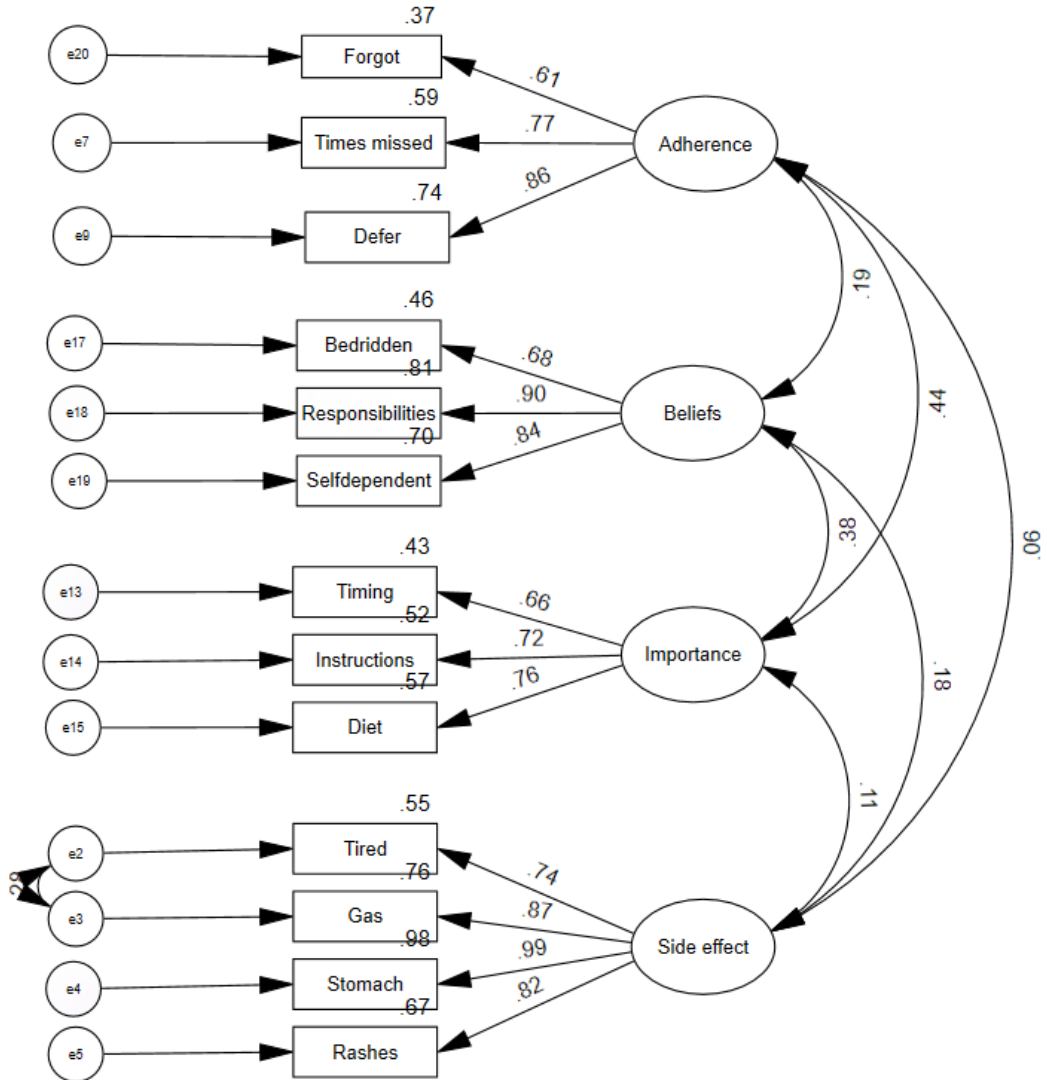 .37
e20 Forgot .61
.59
e7 Times missed .77 Adherence
.74 .86
e9 Defer
.19
.46
e17 Bedridden .68
.81
e18 Responsibilities .90 Beliefs .44
.70
e19 Selfdependent .84
.38
.06
.43
e13 Timing .66
.52
e14 Instructions .72 Importance
.57
e15 Diet .76 .18
.11
.55
e2 Tired .74
.76
e3 Gas .87
.98
e4 Stomach .99 Side effect
.67
e5 Rashes .82